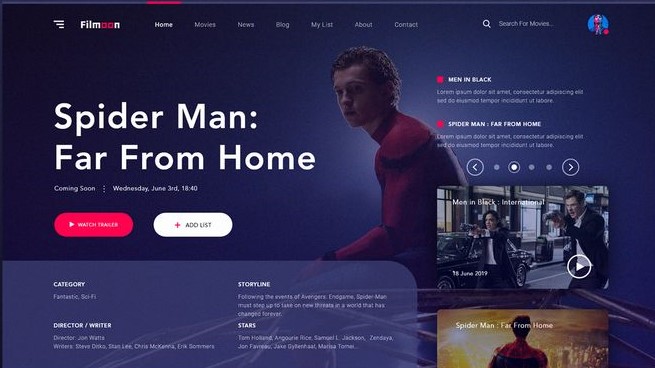 Filmoon
Home
Movies
News
Blog
My List
About
Contact
Search For Movies...
Spider Man:
Far From Home
Coming Soon
Wednesday, June 3rd, 18:40
WATCH TRAILER
+ ADD LIST
MEN IN BLACK
Lorem ipsum dolor sit amet, consectetur adipiscing elit
sed do eiusmod tempor incididunt ut labore.
SPIDER MAN : FAR FROM HOME
Lorem ipsum dolor sit amet, consectetur adipiscing elit
sed do eiusmod tempor incididunt ut labore.
Men in Black : International
18 June 2019
Spider Man : Far From Home
CATEGORY
Fantastic, Sci-Fi
STORYLINE
Following the events of Avengers: Endgame, Spider-Man
must step up to take on new threats in a world that has
changed forever.
DIRECTOR / WRITER
Director: Jon Watts
Writers: Steve Ditko, Stan Lee, Chris McKenna, Erik Sommers
STARS
Tom Holland, Angourie Rice, Samuel L. Jackson, Zendaya,
Jon Favreau, Jake Gyllenhaal, Marisa Tomei...